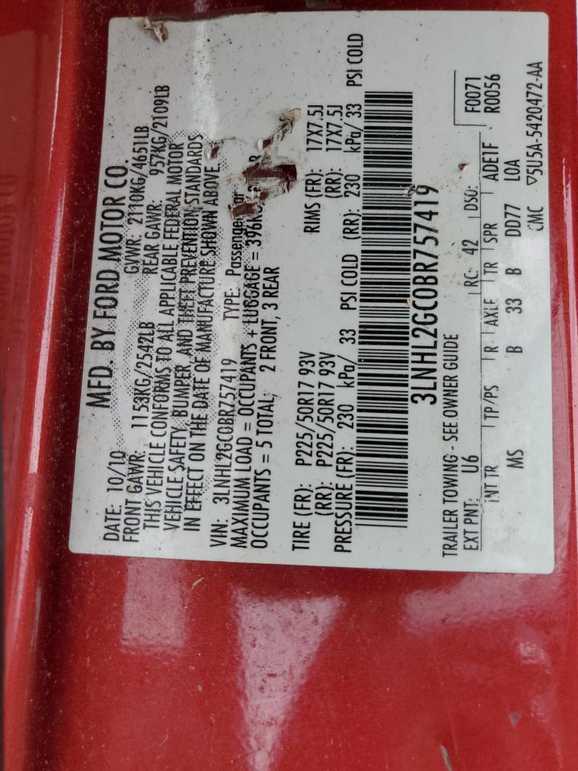 MFD. BY FORD MOTOR CO.
DATE: 10/10 GVWR: 2110KG/4651LB
FRONT GAWR: 1153KG/2542LB REAR GAWR: 957KG/2109LB
THIS VEHICLE CONFORMS TO ALL APPLICABLE FEDERAL MOTOR
VEHICLE SAFETY, BUMPER, AND THEFT PREVENTION STANDARDS
IN EFFECT ON THE DATE OF MANUFACTURE SHOWN ABOVE.
VIN: 3LNHL2GC0BR757419 TYPE: Passenger
MAXIMUM LOAD = OCCUPANTS + LUGGAGE = 396K
OCCUPANTS = 5 TOTAL; 2 FRONT, 3 REAR
TIRE (FR): P225/50R17 93V RIMS (FR): 17X7.5J
(RR): P225/50R17 93V (RR): 17X7.5J
PRESSURE (FR): 230 kPa/ 33 PSI COLD (RR): 230 kPa/ 33 PSI COLD
3LNHL2GC0BR757419
TRAILER TOWING - SEE OWNER GUIDE F0071
EXT PNT: U6 RC: 42 DSO: R0056
INT TR TP/PS R AXLE TR SPR ADEIF
MS B 33 B DD77 LOA
CMC ▽5U5A-5420472-AA